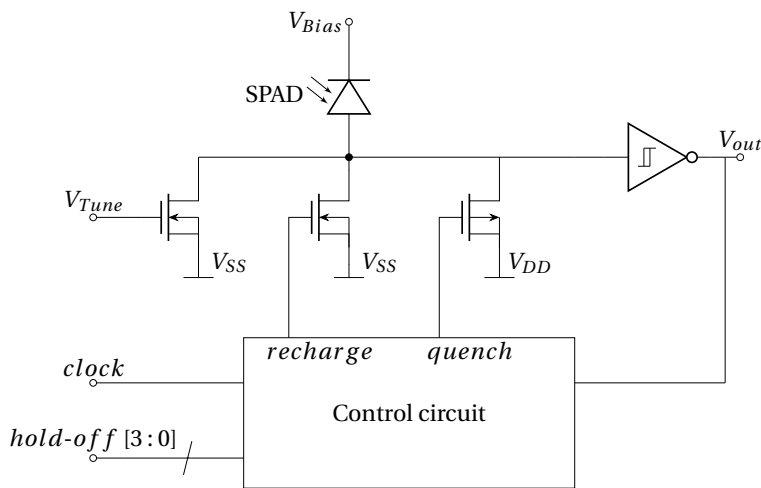 V_Bias
SPAD
V_out
V_Tune
V_SS
V_SS
V_DD
recharge
quench
clock
Control circuit
hold-off [3:0]